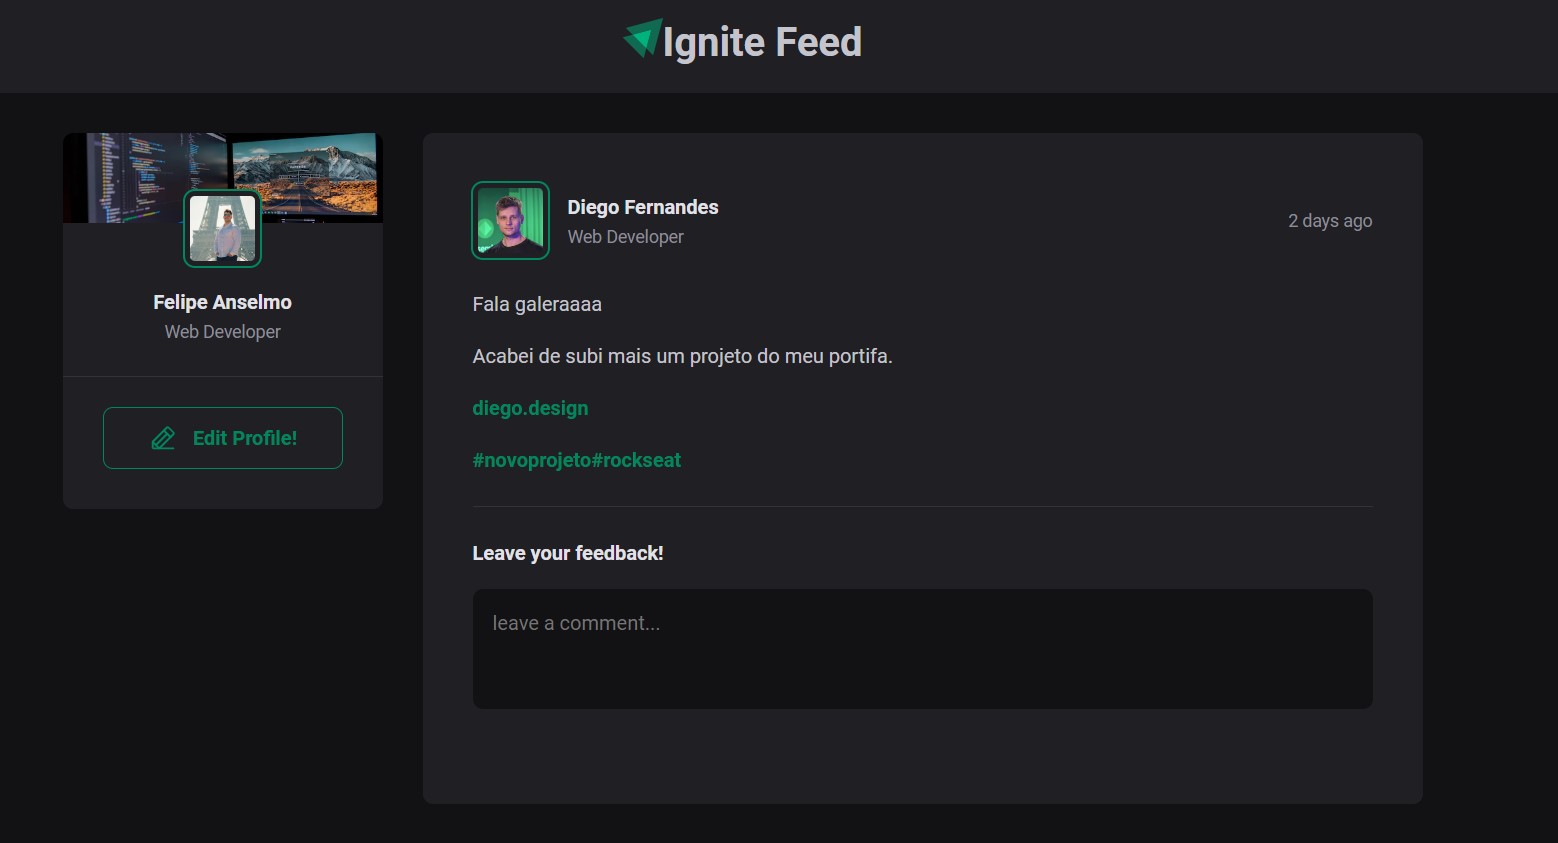 Ignite Feed
Felipe Anselmo
Web Developer
Edit Profile!
Diego Fernandes
Web Developer
2 days ago
Fala galeraaaa
Acabei de subi mais um projeto do meu portifa.
diego.design
#novoprojeto#rockseat
Leave your feedback!
leave a comment...